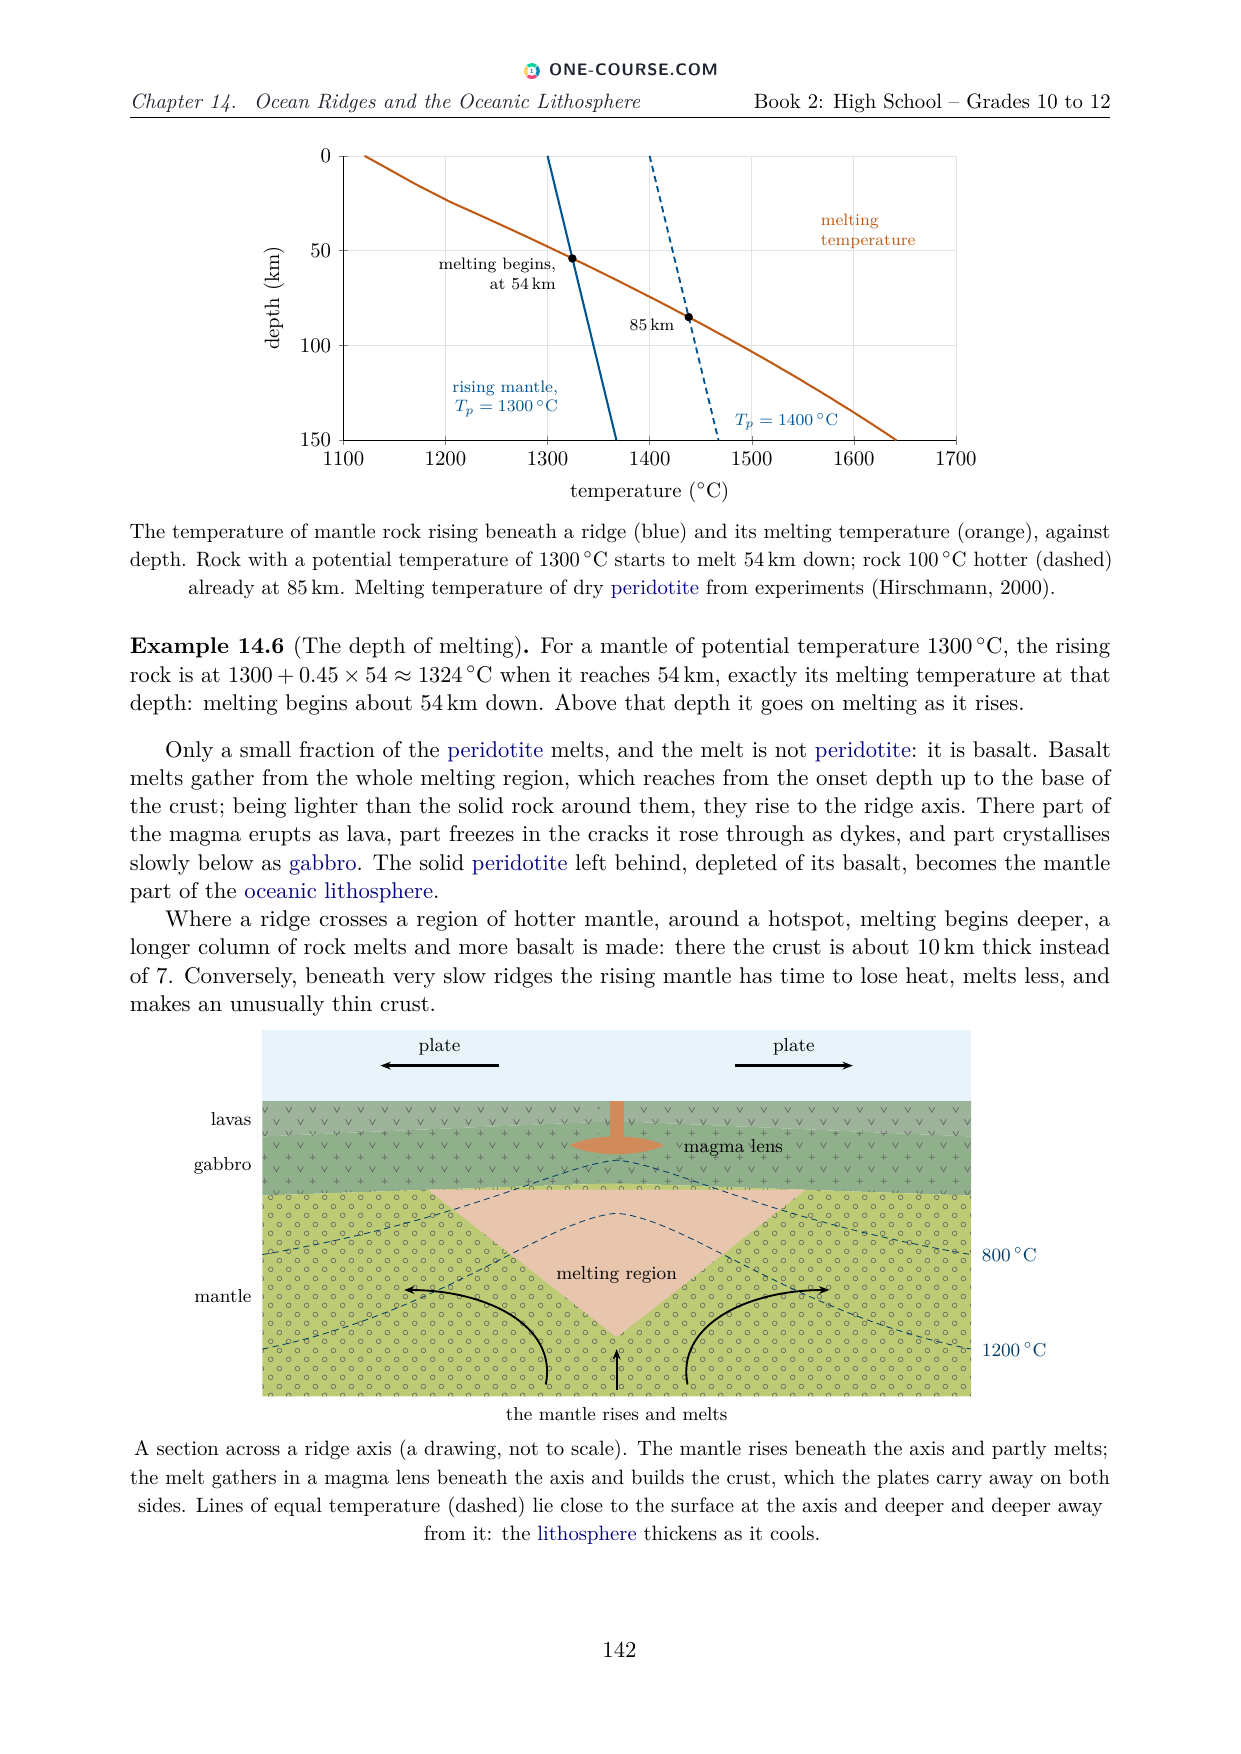 ONE-COURSE.COM
Chapter 14. Ocean Ridges and the Oceanic Lithosphere Book 2: High School – Grades 10 to 12
0
50
100
150
depth (km)
melting temperature
melting begins, at 54 km
85 km
rising mantle,
T_p = 1300 °C
T_p = 1400 °C
1100 1200 1300 1400 1500 1600 1700
temperature (°C)
The temperature of mantle rock rising beneath a ridge (blue) and its melting temperature (orange), against
depth. Rock with a potential temperature of 1300 °C starts to melt 54 km down; rock 100 °C hotter (dashed)
already at 85 km. Melting temperature of dry peridotite from experiments (Hirschmann, 2000).
Example 14.6 (The depth of melting). For a mantle of potential temperature 1300 °C, the rising
rock is at 1300 + 0.45 × 54 ≈ 1324 °C when it reaches 54 km, exactly its melting temperature at that
depth: melting begins about 54 km down. Above that depth it goes on melting as it rises.
Only a small fraction of the peridotite melts, and the melt is not peridotite: it is basalt. Basalt
melts gather from the whole melting region, which reaches from the onset depth up to the base of
the crust; being lighter than the solid rock around them, they rise to the ridge axis. There part of
the magma erupts as lava, part freezes in the cracks it rose through as dykes, and part crystallises
slowly below as gabbro. The solid peridotite left behind, depleted of its basalt, becomes the mantle
part of the oceanic lithosphere.
Where a ridge crosses a region of hotter mantle, around a hotspot, melting begins deeper, a
longer column of rock melts and more basalt is made: there the crust is about 10 km thick instead
of 7. Conversely, beneath very slow ridges the rising mantle has time to lose heat, melts less, and
makes an unusually thin crust.
plate plate
lavas
magma lens
gabbro
800 °C
melting region
mantle
1200 °C
the mantle rises and melts
A section across a ridge axis (a drawing, not to scale). The mantle rises beneath the axis and partly melts;
the melt gathers in a magma lens beneath the axis and builds the crust, which the plates carry away on both
sides. Lines of equal temperature (dashed) lie close to the surface at the axis and deeper and deeper away
from it: the lithosphere thickens as it cools.
142